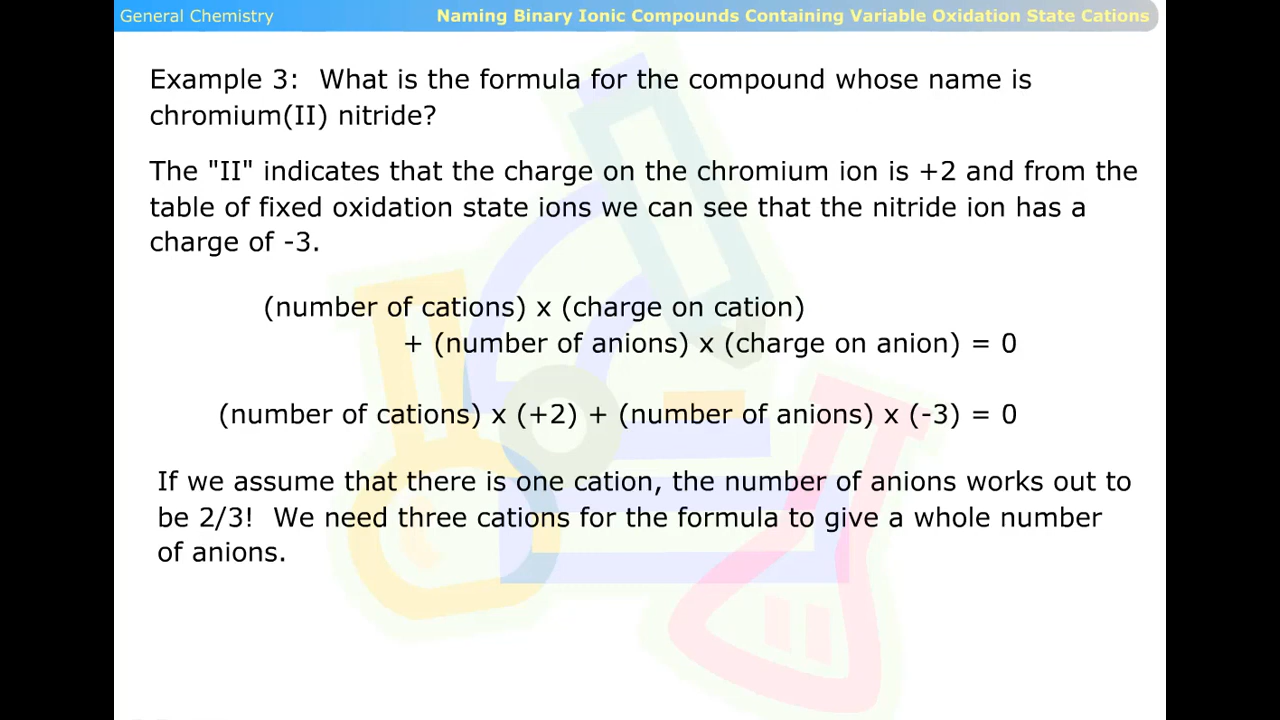 General Chemistry
Naming Binary Ionic Compounds Containing Variable Oxidation State Cations
Example 3:  What is the formula for the compound whose name is
chromium(II) nitride?
The "II" indicates that the charge on the chromium ion is +2 and from the
table of fixed oxidation state ions we can see that the nitride ion has a
charge of -3.
(number of cations) x (charge on cation)
+ (number of anions) x (charge on anion) = 0
(number of cations) x (+2) + (number of anions) x (-3) = 0
If we assume that there is one cation, the number of anions works out to
be 2/3!  We need three cations for the formula to give a whole number
of anions.